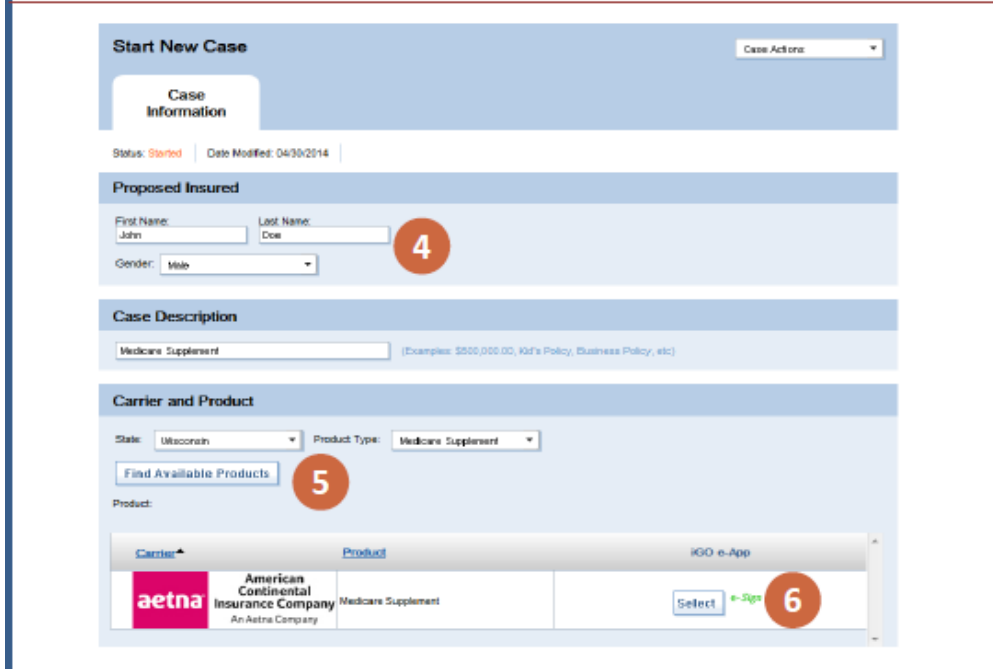 Start New Case
Case Actions
Case
Information
Status: Started
Date Modified: 04/30/2014
Proposed Insured
First Name:
Last Name:
John
Doe
4
Gender:
Male
Case Description
Medicare Supplement
(Examples: $500,000.00, Kid's Policy, Business Policy, etc)
Carrier and Product
State:
Wisconsin
Product Type:
Medicare Supplement
Find Available Products
5
Product:
Carrier
Product
iGO e-App
aetna
American
Continental
Insurance Company
An Aetna Company
Medicare Supplement
Select
e-Sign
6